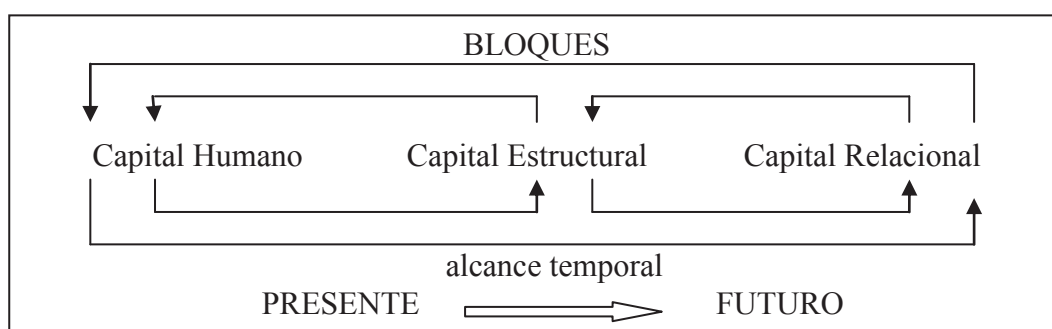 BLOQUES
Capital Humano Capital Estructural Capital Relacional
alcance temporal
PRESENTE FUTURO